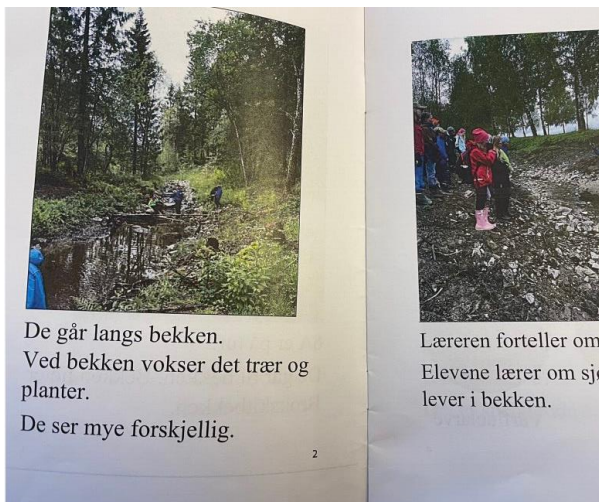 De går langs bekken.
Ved bekken vokser det trær og
planter.
De ser mye forskjellig.
2
Læreren forteller om
Elevene lærer om
lever i bekken.